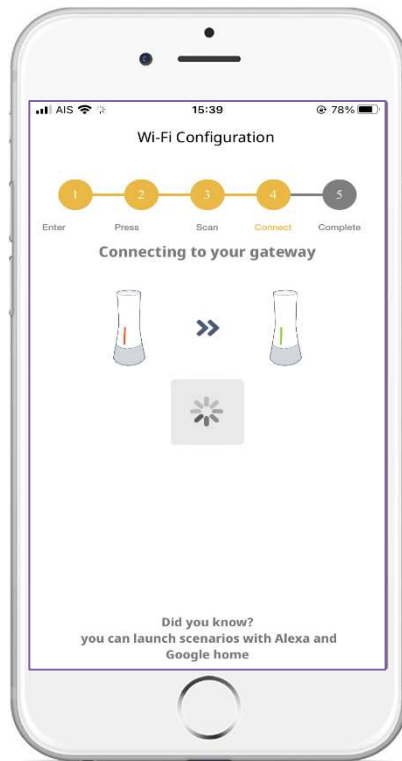 AIS 15:39 78%
Wi-Fi Configuration
1 2 3 4 5
Enter Press Scan Connect Complete
Connecting to your gateway
Did you know?
you can launch scenarios with Alexa and
Google home